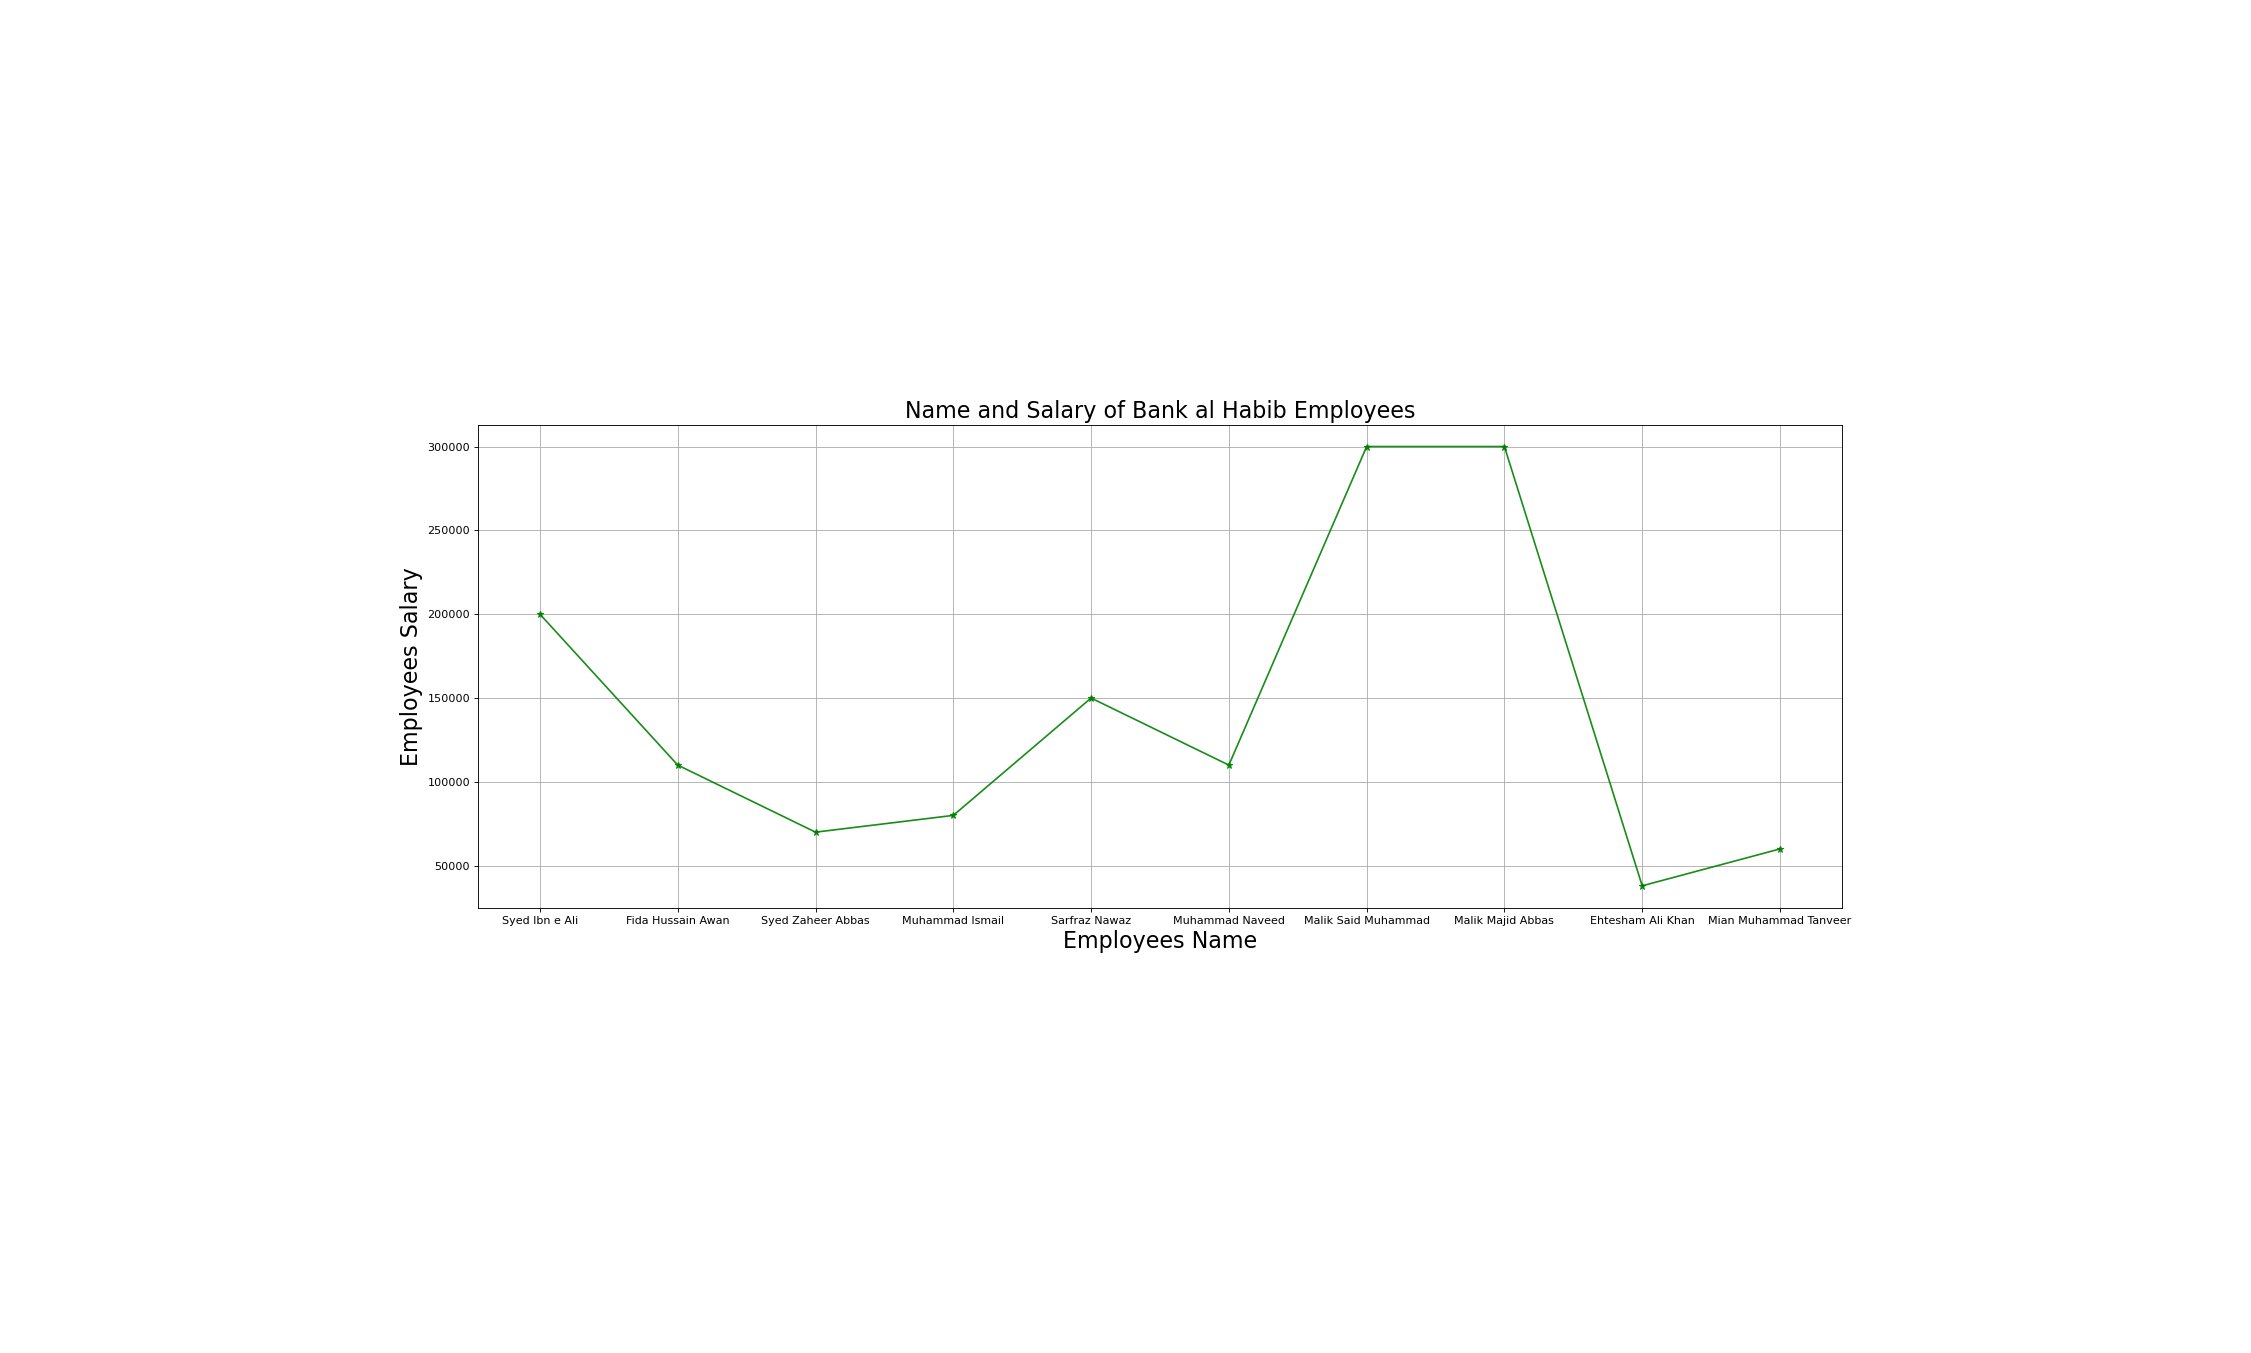 Name and Salary of Bank al Habib Employees
300000
250000
200000
150000
100000
50000
Employees Salary
Syed Ibn e Ali Fida Hussain Awan Syed Zaheer Abbas Muhammad Ismail Sarfraz Nawaz Muhammad Naveed Malik Said Muhammad Malik Majid Abbas Ehtesham Ali Khan Mian Muhammad Tanveer
Employees Name